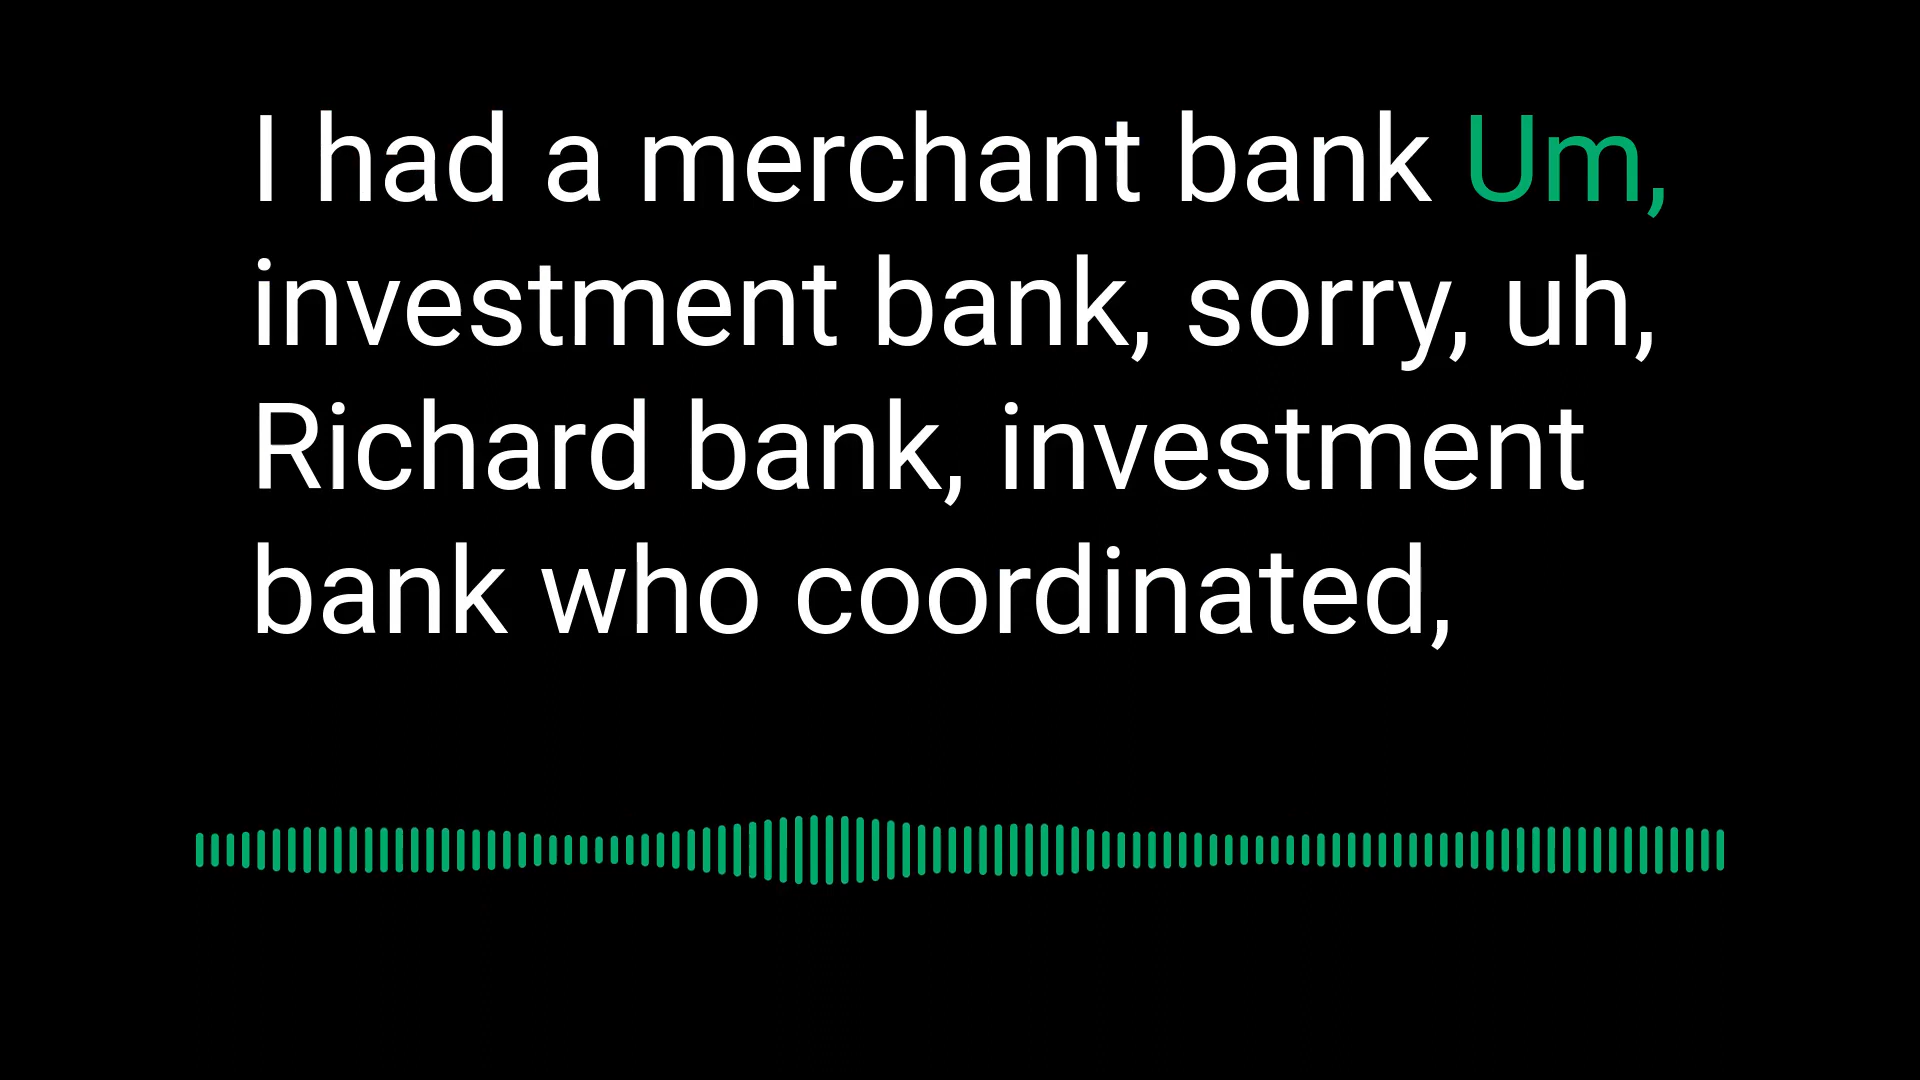 I had a merchant bank Um,
investment bank, sorry, uh,
Richard bank, investment
bank who coordinated,